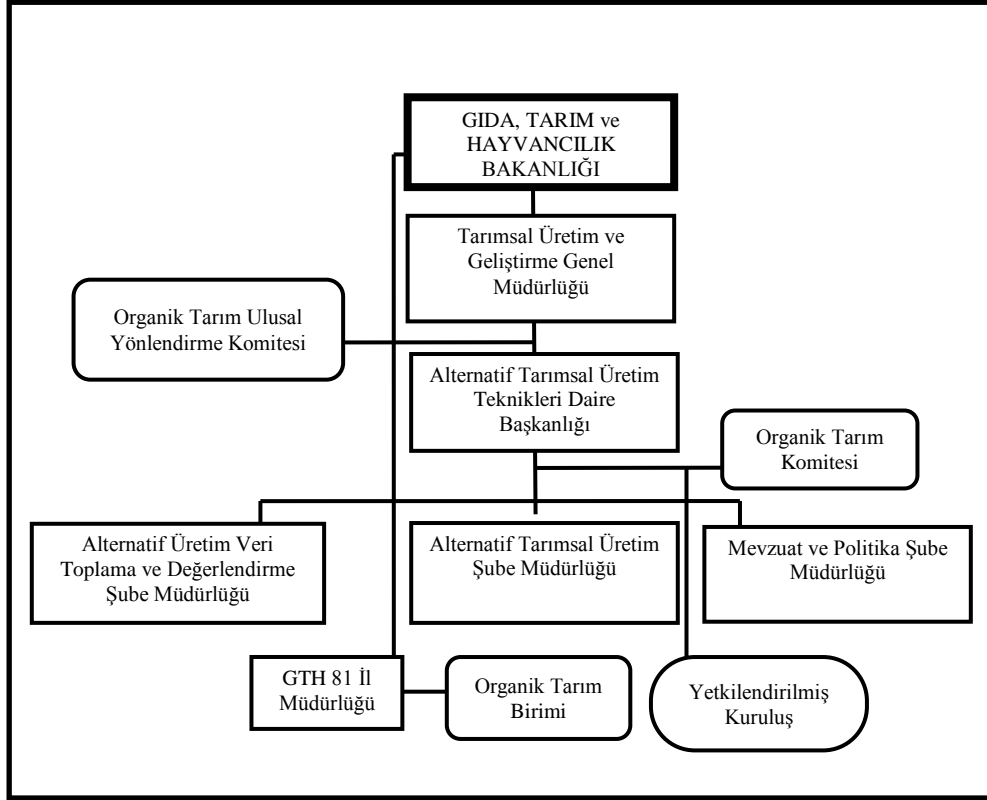 GIDA, TARIM ve
HAYVANCILIK
BAKANLIĞI
Tarımsal Üretim ve
Geliştirme Genel
Müdürlüğü
Organik Tarım Ulusal
Yönlendirme Komitesi
Alternatif Tarımsal Üretim
Teknikleri Daire
Başkanlığı
Organik Tarım
Komitesi
Alternatif Üretim Veri
Toplama ve Değerlendirme
Şube Müdürlüğü
Alternatif Tarımsal Üretim
Şube Müdürlüğü
Mevzuat ve Politika Şube
Müdürlüğü
GTH 81 İl
Müdürlüğü
Organik Tarım
Birimi
Yetkilendirilmiş
Kuruluş